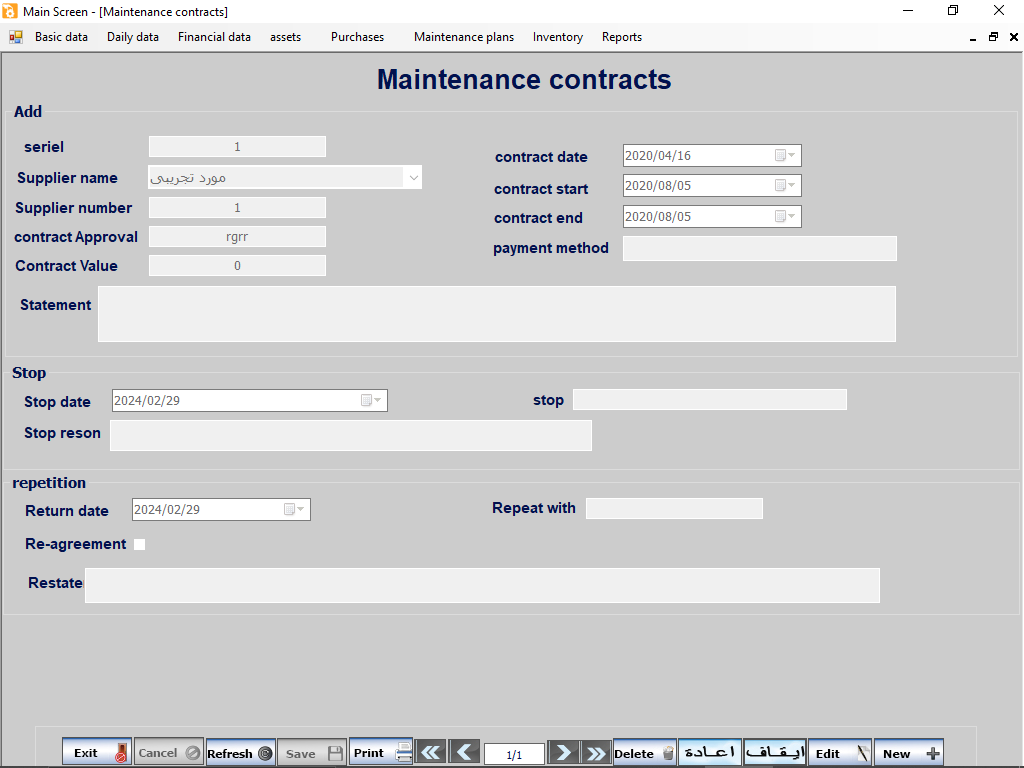 Main Screen - [Maintenance contracts]
Basic data Daily data Financial data assets Purchases Maintenance plans Inventory Reports
Maintenance contracts
Add
seriel 1
Supplier name مورد تجريبى
Supplier number 1
contract Approval rgrr
Contract Value 0
contract date 2020/04/16
contract start 2020/08/05
contract end 2020/08/05
payment method
Statement
Stop
Stop date 2024/02/29
stop
Stop reson
repetition
Return date 2024/02/29
Repeat with
Re-agreement
Restate
Exit Cancel Refresh Save Print 1/1 Delete اعادة ايقاف Edit New